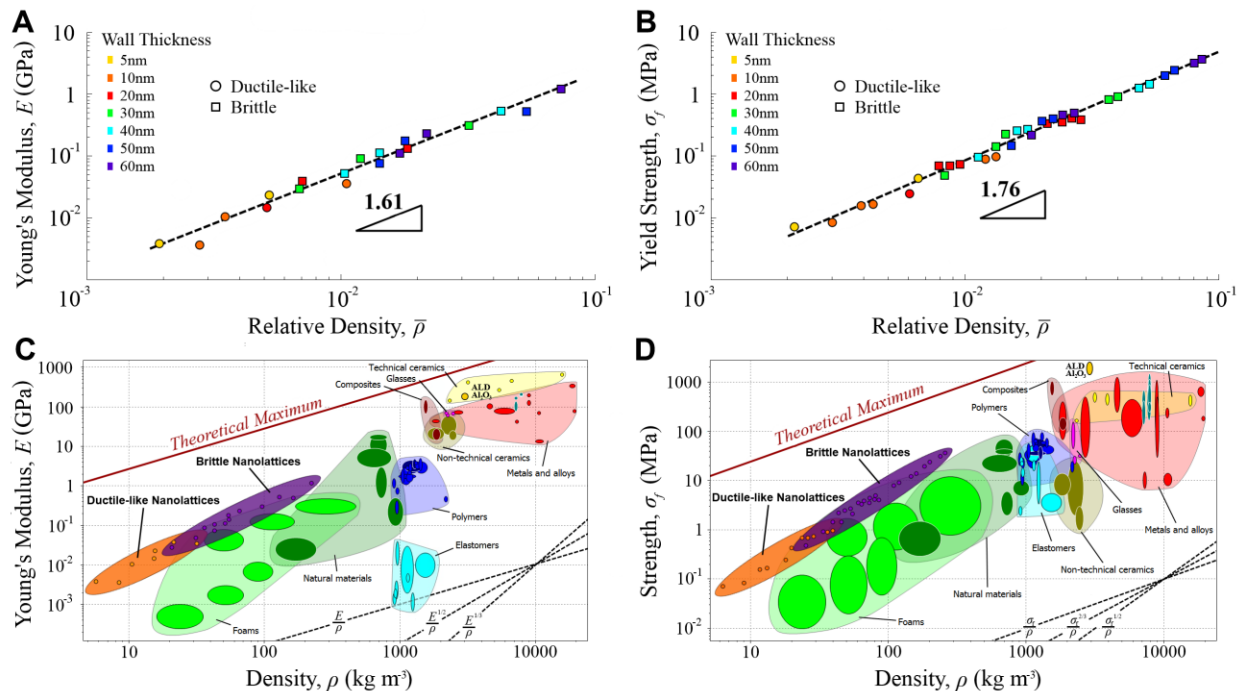 A
Young's Modulus, E (GPa)
10
1
10⁻¹
10⁻²
Wall Thickness
5nm
10nm
20nm
30nm
40nm
50nm
60nm
Ductile-like
Brittle
1.61
10⁻³
10⁻²
10⁻¹
Relative Density, ρ̅
B
Yield Strength, σf (MPa)
10
1
10⁻¹
10⁻²
Wall Thickness
5nm
10nm
20nm
30nm
40nm
50nm
60nm
Ductile-like
Brittle
1.76
10⁻³
10⁻²
10⁻¹
Relative Density, ρ̅
C
Young's Modulus, E (GPa)
1000
100
10
1
10⁻¹
10⁻²
10⁻³
Theoretical Maximum
Technical ceramics
Glasses
Composites
ALD
Al₂O₃
Non-technical ceramics
Metals and alloys
Brittle Nanolattices
Ductile-like Nanolattices
Polymers
Elastomers
Natural materials
Foams
E/ρ
E^1/2/ρ
E^1/3/ρ
10
100
1000
10000
Density, ρ (kg m⁻³)
D
Strength, σf (MPa)
1000
100
10
1
10⁻¹
10⁻²
Theoretical Maximum
ALD
Al₂O₃
Technical ceramics
Composites
Polymers
Brittle Nanolattices
Ductile-like Nanolattices
Glasses
Metals and alloys
Elastomers
Non-technical ceramics
Natural materials
Foams
σf/ρ
σf^2/3/ρ
σf^1/2/ρ
10
100
1000
10000
Density, ρ (kg m⁻³)